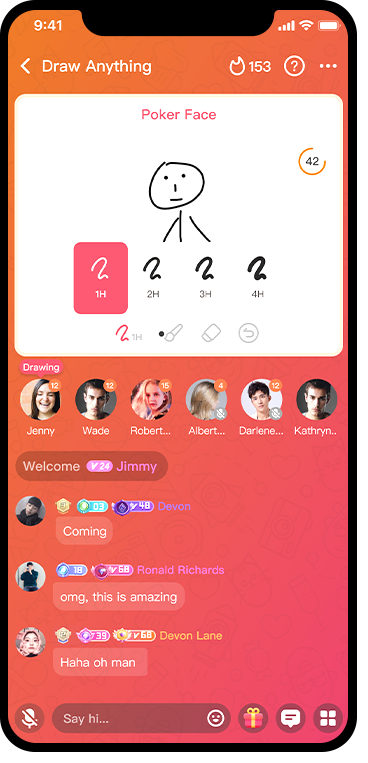 9:41
Draw Anything
153
?
Poker Face
42
1H
2H
3H
4H
1H
Drawing
12
12
15
4
12
Jenny
Wade
Robert...
Albert...
Darlene...
Kathryn..
Welcome V 24 Jimmy
03 V 48 Devon
Coming
18 V 68 Ronald Richards
omg, this is amazing
39 V 68 Devon Lane
Haha oh man
Say hi...